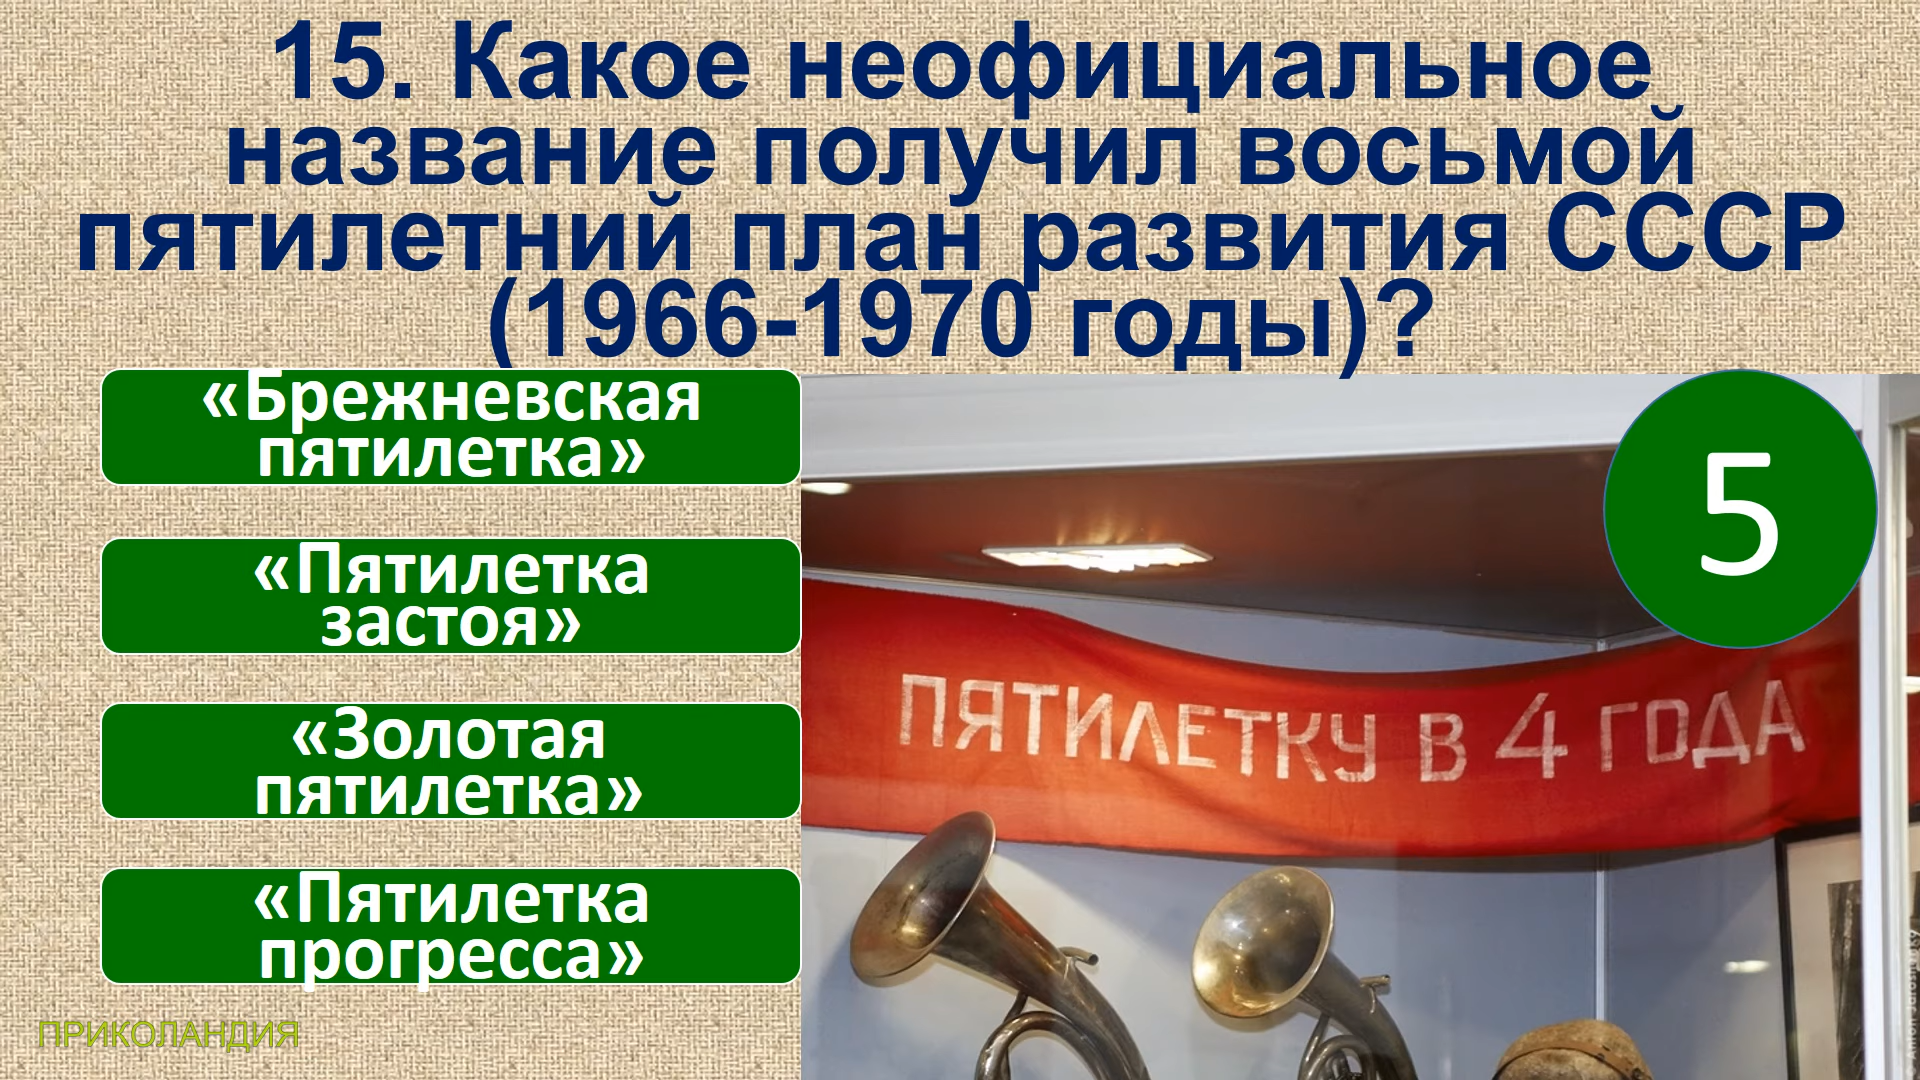 15. Какое неофициальное
название получил восьмой
пятилетний план развития СССР
(1966-1970 годы)?
«Брежневская
пятилетка»
5
«Пятилетка
застоя»
ПЯТИЛЕТКУ В 4 ГОДА
«Золотая
пятилетка»
«Пятилетка
прогресса»
ПРИКОЛАНДИЯ